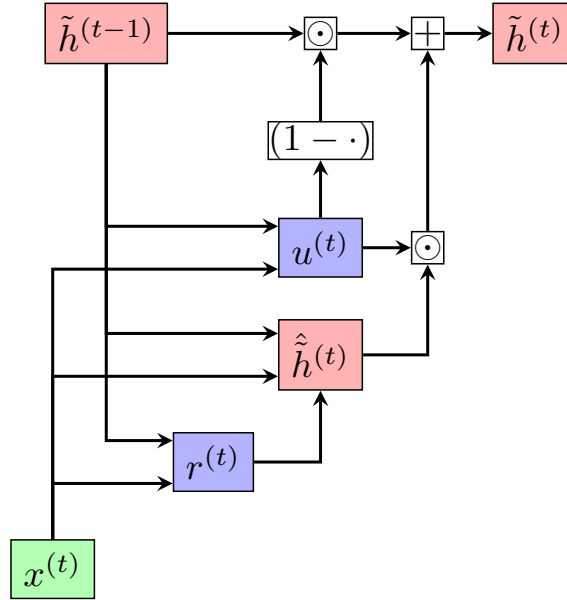 h̃^(t−1) ⊙ + h̃^(t)
(1 − ·)
u^(t) ⊙
ĥ̃^(t)
r^(t)
x^(t)